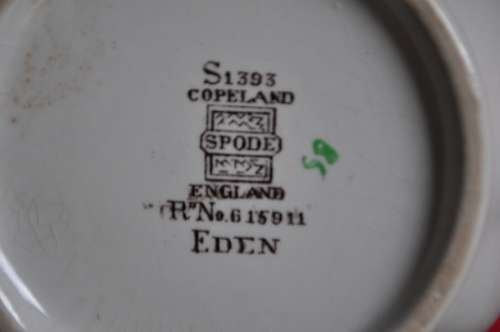 S1393
COPELAND
SPODE
ENGLAND
RD No. 615911
EDEN